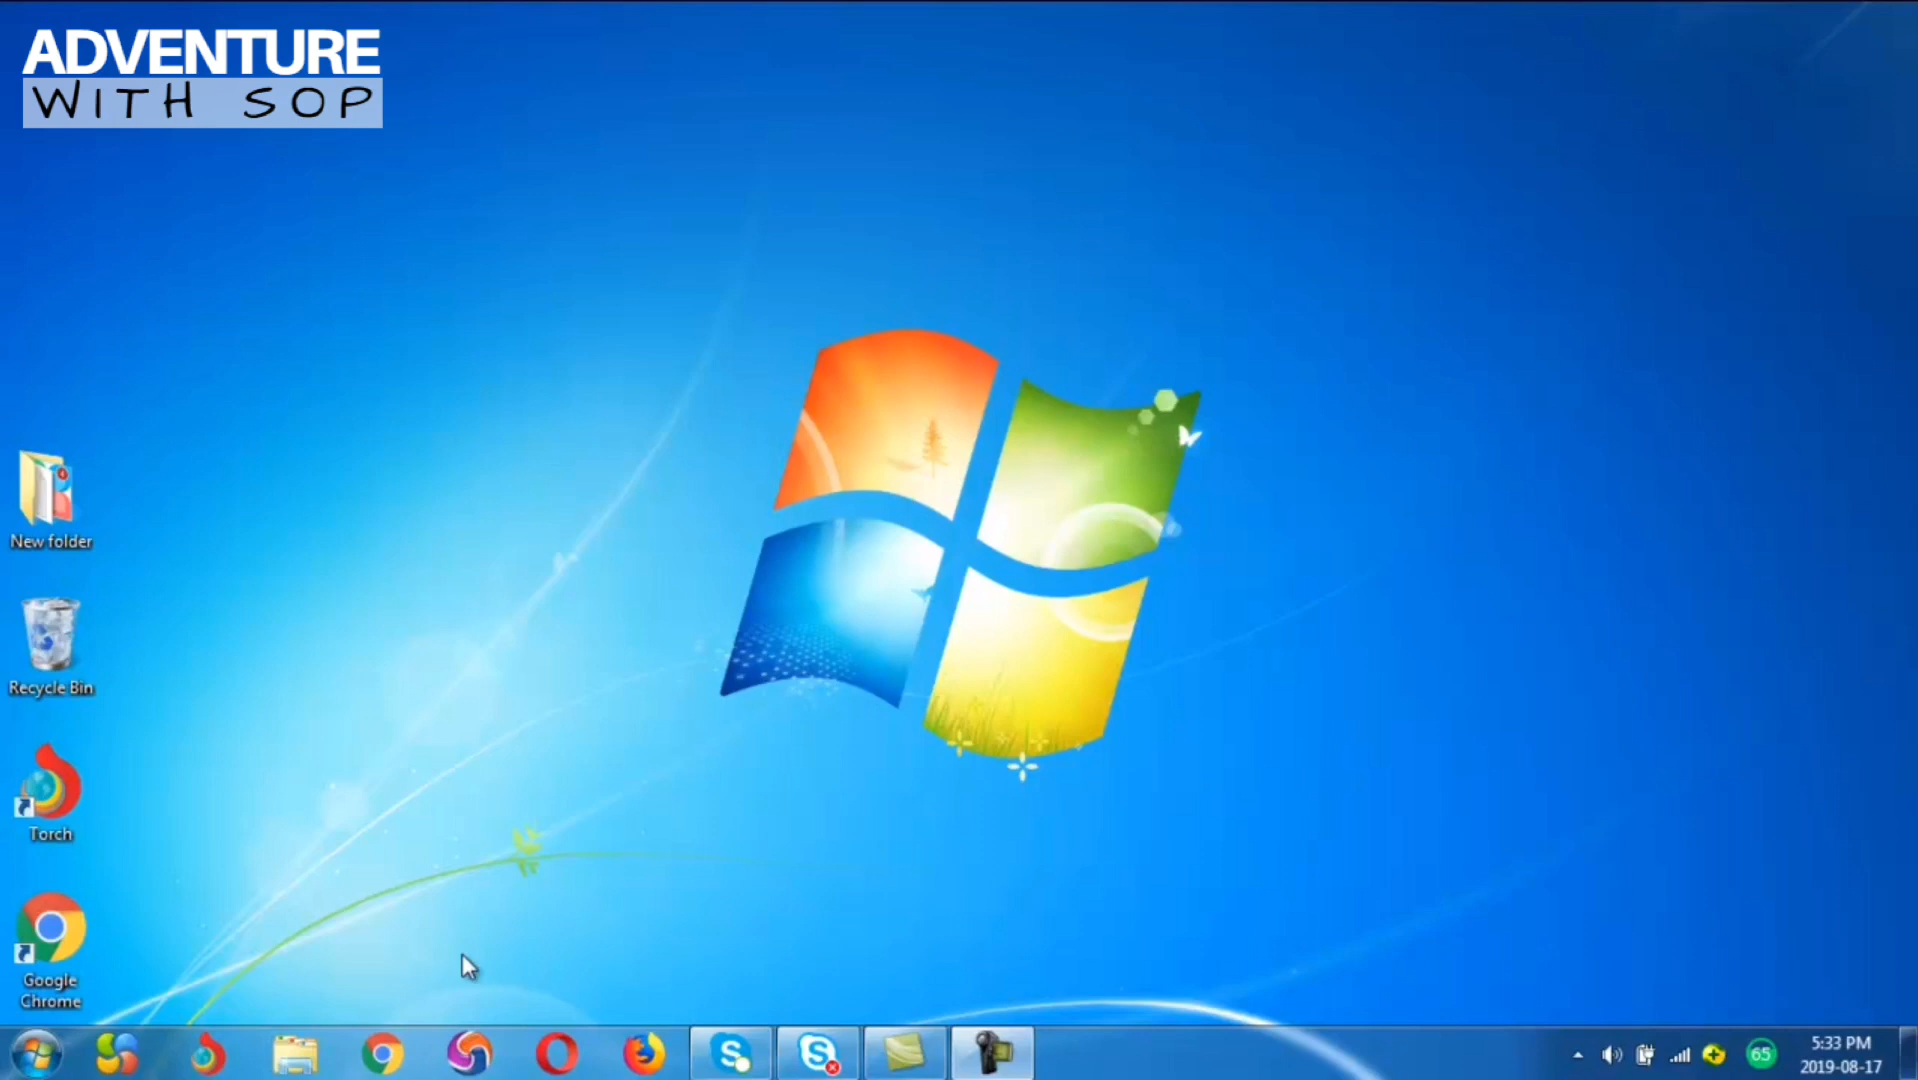 ADVENTURE
WITH SOP
New folder
Recycle Bin
Torch
Google
Chrome
65
5:33 PM
2019-08-17